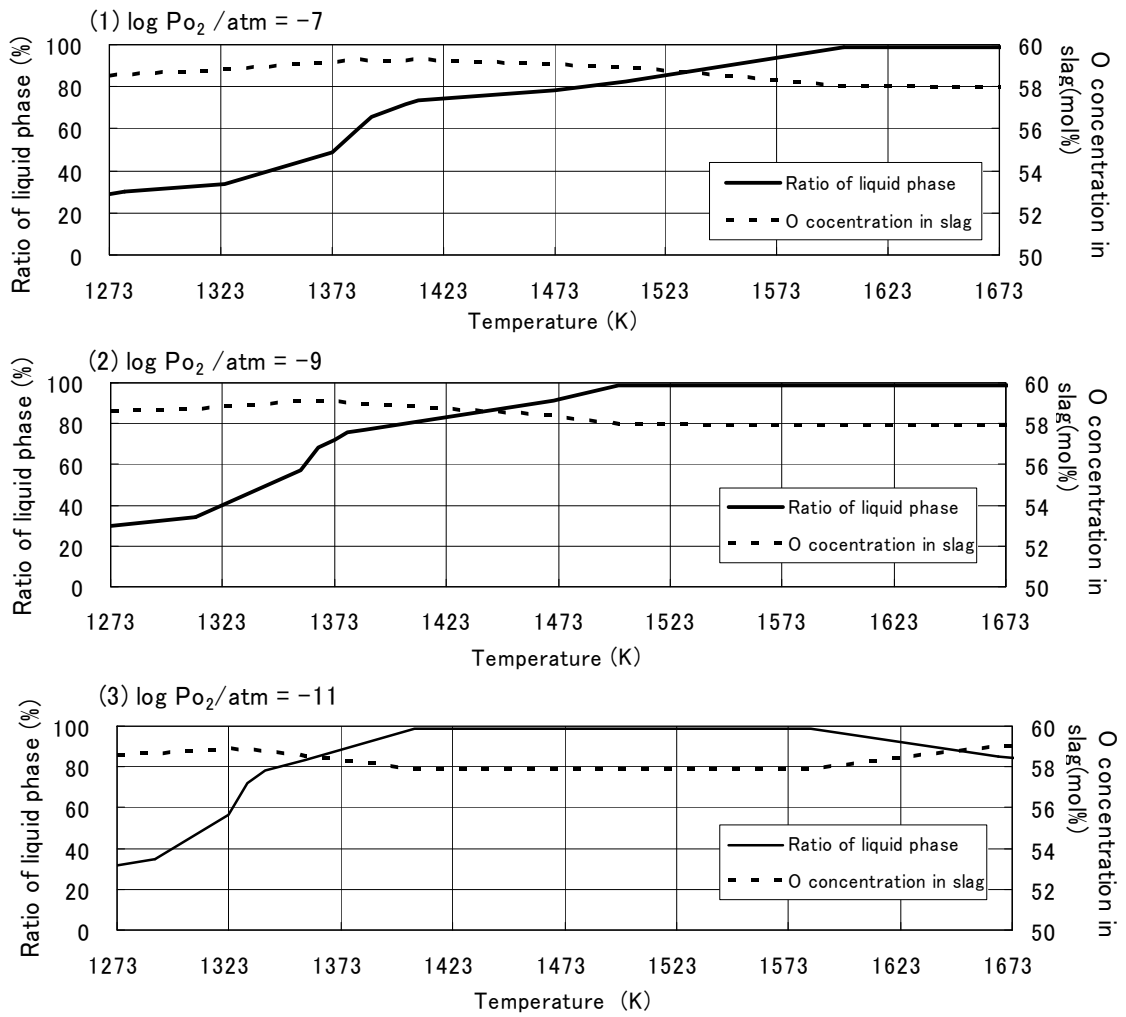 (1) log Po2 /atm = -7
Ratio of liquid phase (%)
100
80
60
40
20
0
60
58
56
54
52
50
O concentration in
slag(mol%)
Ratio of liquid phase
O cocentration in slag
1273 1323 1373 1423 1473 1523 1573 1623 1673
Temperature (K)
(2) log Po2 /atm = -9
Ratio of liquid phase (%)
100
80
60
40
20
0
60
58
56
54
52
50
O concentration in
slag(mol%)
Ratio of liquid phase
O cocentration in slag
1273 1323 1373 1423 1473 1523 1573 1623 1673
Temperature (K)
(3) log Po2/atm = -11
Ratio of liquid phase (%)
100
80
60
40
20
0
60
58
56
54
52
50
O concentration in
slag(mol%)
Ratio of liquid phase
O concentration in slag
1273 1323 1373 1423 1473 1523 1573 1623 1673
Temperature (K)